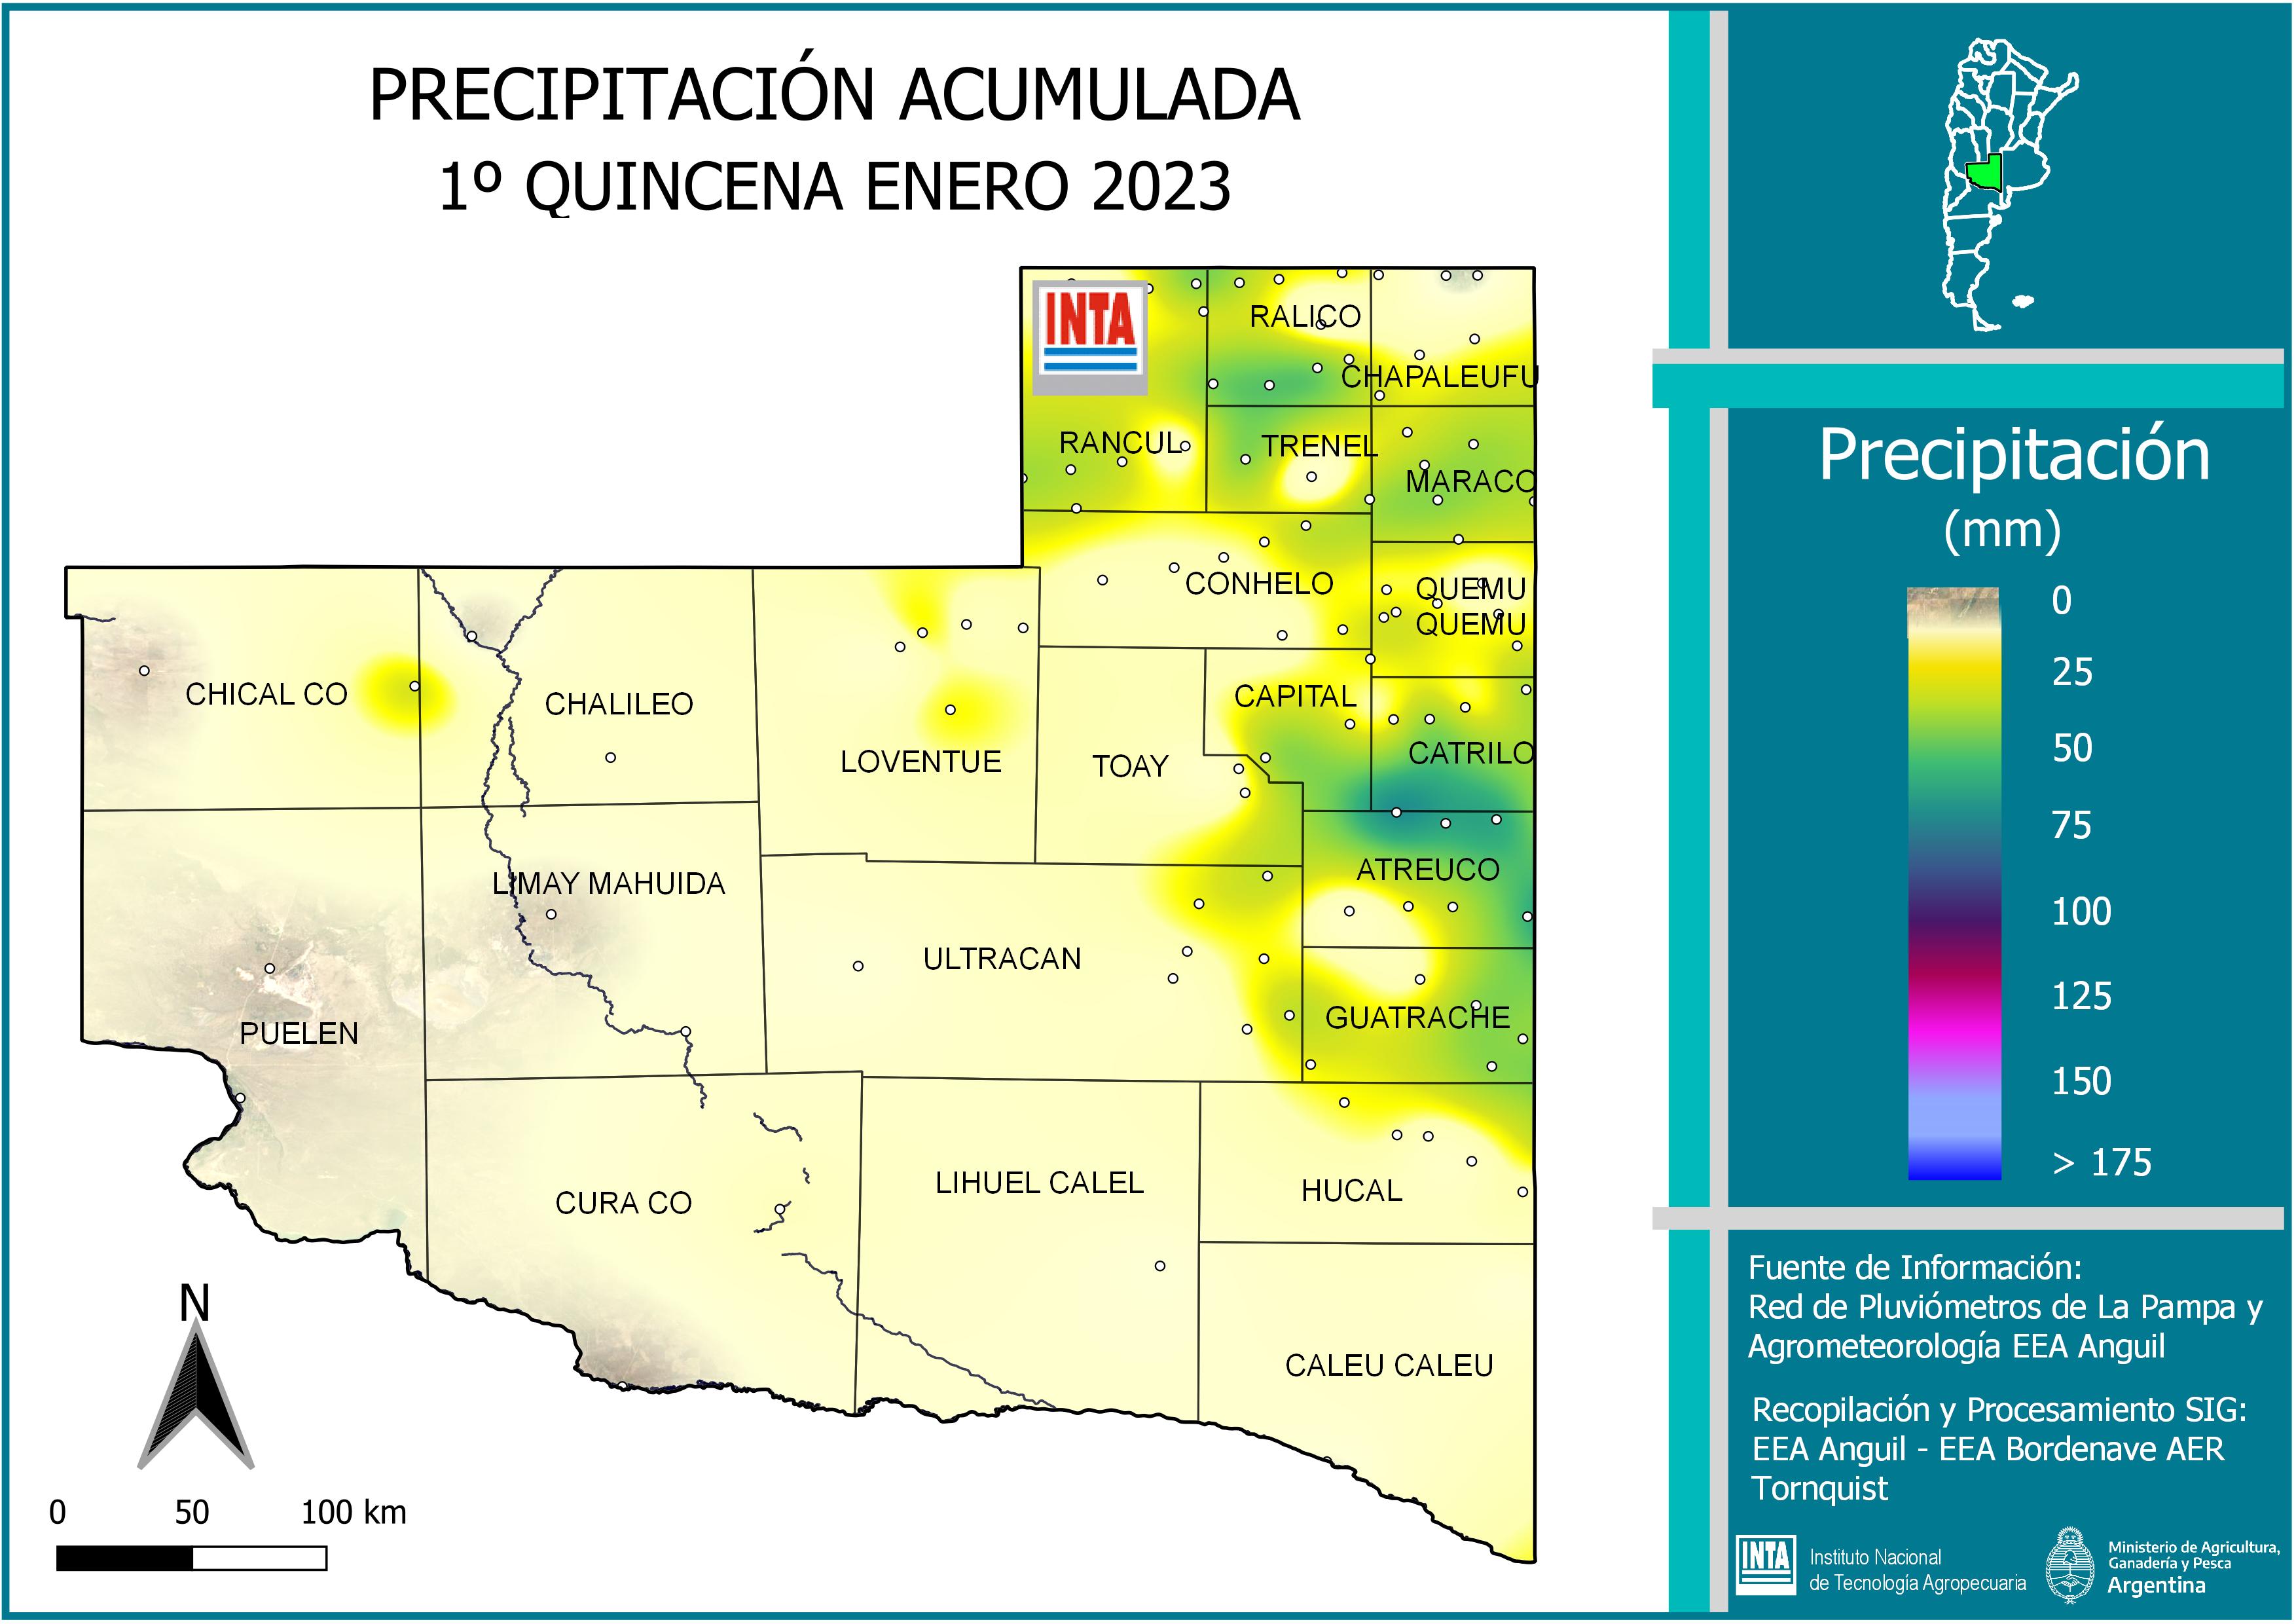 PRECIPITACIÓN ACUMULADA
1º QUINCENA ENERO 2023
INTA
RALICO
CHAPALEUFU
RANCUL
TRENEL
MARACO
CONHELO
QUEMU
QUEMU
CHICAL CO
CHALILEO
CAPITAL
LOVENTUE
TOAY
CATRILO
LIMAY MAHUIDA
ATREUCO
ULTRACAN
PUELEN
GUATRACHE
CURA CO
LIHUEL CALEL
HUCAL
CALEU CALEU
N
0 50 100 km
Precipitación
(mm)
0
25
50
75
100
125
150
> 175
Fuente de Información:
Red de Pluviómetros de La Pampa y
Agrometeorología EEA Anguil
Recopilación y Procesamiento SIG:
EEA Anguil - EEA Bordenave AER
Tornquist
INTA
Instituto Nacional
de Tecnología Agropecuaria
Ministerio de Agricultura,
Ganadería y Pesca
Argentina